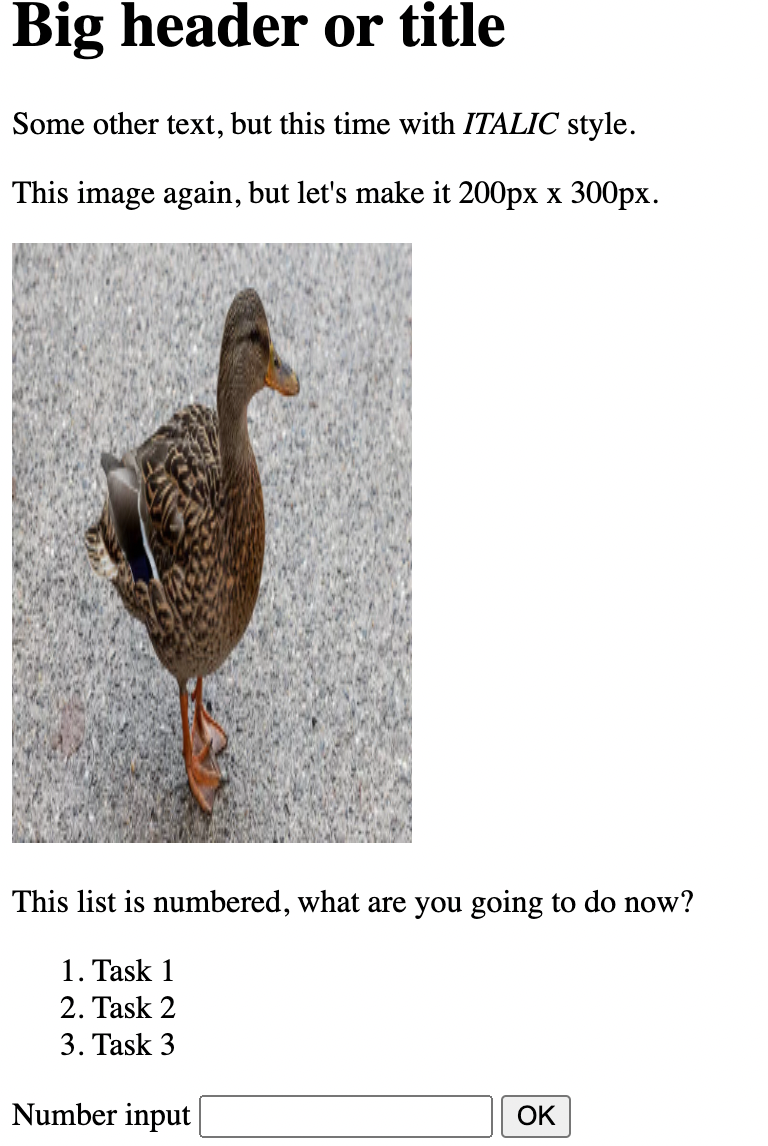 Big header or title
Some other text, but this time with ITALIC style.
This image again, but let's make it 200px x 300px.
This list is numbered, what are you going to do now?
1. Task 1
2. Task 2
3. Task 3
Number input OK